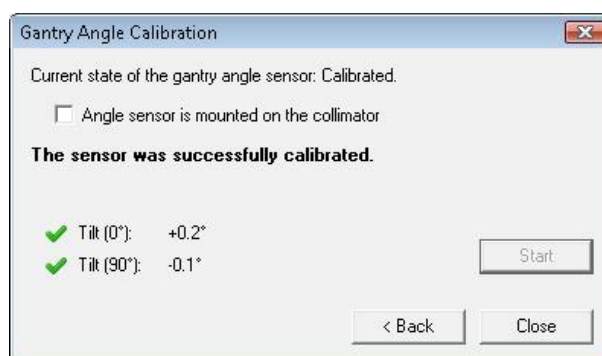 Gantry Angle Calibration
Current state of the gantry angle sensor: Calibrated.
Angle sensor is mounted on the collimator
The sensor was successfully calibrated.
Tilt (0°): +0.2°
Tilt (90°): -0.1°
Start
< Back Close